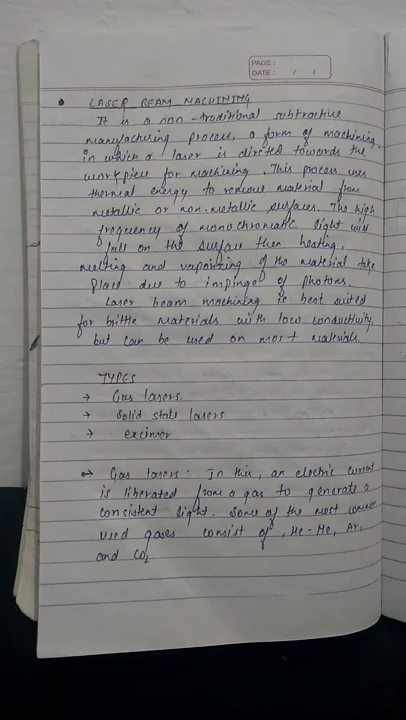 PAGE :
DATE : / /
• LASER BEAM MACHINING
It is a non-traditional subtractive
manufacturing process, a form of machining,
in which a laser is directed towards the
workpiece for machining. This process uses
thermal energy to remove material from
metallic or non-metallic surfaces. The high
frequency of monochromatic light will
fall on the surface then heating,
melting and vaporizing of the material take
place due to impinge of photons.
Laser beam machining is best suited
for brittle materials with low conductivity,
but can be used on most materials.
TYPES
→ Gas lasers.
→ Solid state lasers
→ excimor
→ Gas lasers : In this, an electric current
is liberated from a gas to generate a
consistent light. Some of the most common
used gases consist of, He-Ne, Ar,
and CO2